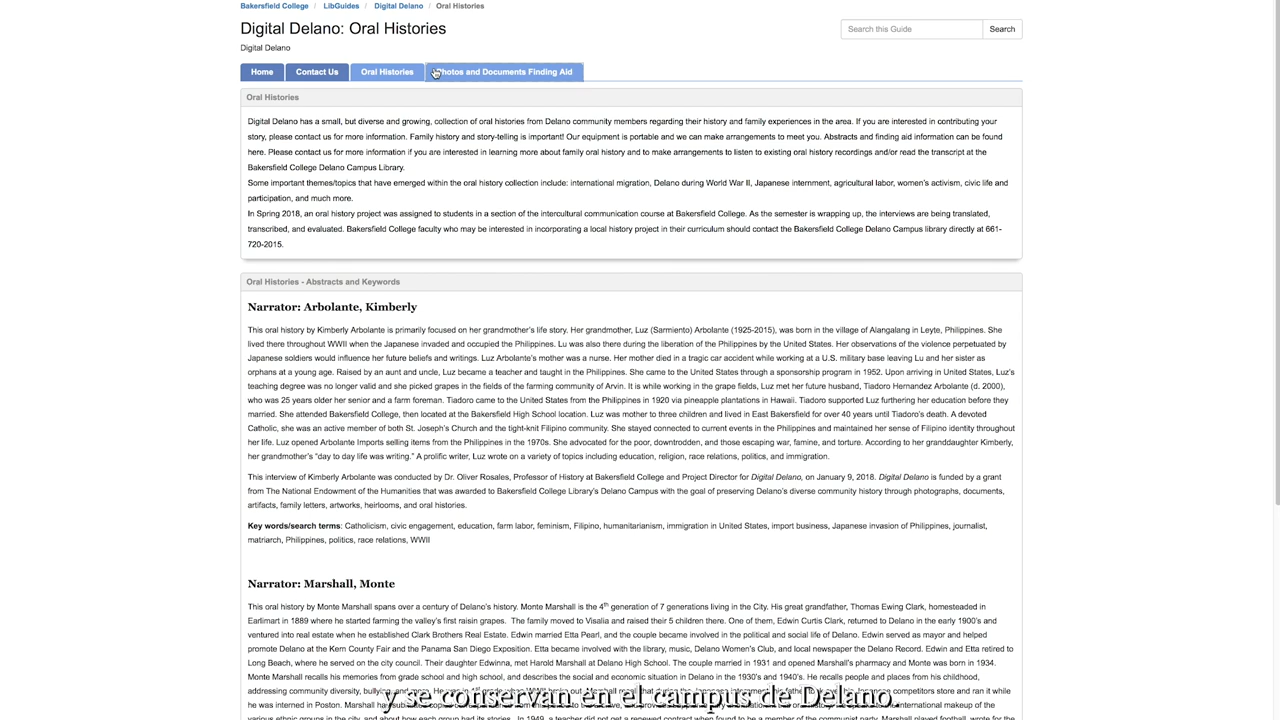 Bakersfield College / LibGuides / Digital Delano / Oral Histories
Digital Delano: Oral Histories
Search this Guide Search
Digital Delano
Home Contact Us Oral Histories Photos and Documents Finding Aid
Oral Histories
Digital Delano has a small, but diverse and growing, collection of oral histories from Delano community members regarding their history and family experiences in the area. If you are interested in contributing your
story, please contact us for more information. Family history and story-telling is important! Our equipment is portable and we can make arrangements to meet you. Abstracts and finding aid information can be found
here. Please contact us for more information if you are interested in learning more about family oral history and to make arrangements to listen to existing oral history recordings and/or read the transcript at the
Bakersfield College Delano Campus Library.
Some important themes/topics that have emerged within the oral history collection include: international migration, Delano during World War II, Japanese internment, agricultural labor, women's activism, civic life and
participation, and much more.
In Spring 2018, an oral history project was assigned to students in a section of the intercultural communication course at Bakersfield College. As the semester is wrapping up, the interviews are being translated,
transcribed, and evaluated. Bakersfield College faculty who may be interested in incorporating a local history project in their curriculum should contact the Bakersfield College Delano Campus library directly at 661-
720-2015.
Oral Histories - Abstracts and Keywords
Narrator: Arbolante, Kimberly
This oral history by Kimberly Arbolante is primarily focused on her grandmother's life story. Her grandmother, Luz (Sarmiento) Arbolante (1925-2015), was born in the village of Alangalang in Leyte, Philippines. She
lived there throughout WWII when the Japanese invaded and occupied the Philippines. Lu was also there during the liberation of the Philippines by the United States. Her observations of the violence perpetuated by
Japanese soldiers would influence her future beliefs and writings. Luz Arbolante's mother was a nurse. Her mother died in a tragic car accident while working at a U.S. military base leaving Lu and her sister as
orphans at a young age. Raised by an aunt and uncle, Luz became a teacher and taught in the Philippines. She came to the United States through a sponsorship program in 1952. Upon arriving in United States, Luz's
teaching degree was no longer valid and she picked grapes in the fields of the farming community of Arvin. It is while working in the grape fields, Luz met her future husband, Tiadoro Hernandez Arbolante (d. 2000),
who was 25 years older her senior and a farm foreman. Tiadoro came to the United States from the Philippines in 1920 via pineapple plantations in Hawaii. Tiadoro supported Luz furthering her education before they
married. She attended Bakersfield College, then located at the Bakersfield High School location. Luz was mother to three children and lived in East Bakersfield for over 40 years until Tiadoro's death. A devoted
Catholic, she was an active member of both St. Joseph's Church and the tight-knit Filipino community. She stayed connected to current events in the Philippines and maintained her sense of Filipino identity throughout
her life. Luz opened Arbolante Imports selling items from the Philippines in the 1970s. She advocated for the poor, downtrodden, and those escaping war, famine, and torture. According to her granddaughter Kimberly,
her grandmother's "day to day life was writing." A prolific writer, Luz wrote on a variety of topics including education, religion, race relations, politics, and immigration.
This interview of Kimberly Arbolante was conducted by Dr. Oliver Rosales, Professor of History at Bakersfield College and Project Director for Digital Delano, on January 9, 2018. Digital Delano is funded by a grant
from The National Endowment of the Humanities that was awarded to Bakersfield College Library's Delano Campus with the goal of preserving Delano's diverse community history through photographs, documents,
artifacts, family letters, artworks, heirlooms, and oral histories.
Key words/search terms: Catholicism, civic engagement, education, farm labor, feminism, Filipino, humanitarianism, immigration in United States, import business, Japanese invasion of Philippines, journalist,
matriarch, Philippines, politics, race relations, WWII
Narrator: Marshall, Monte
This oral history by Monte Marshall spans over a century of Delano's history. Monte Marshall is the 4th generation of 7 generations living in the City. His great grandfather, Thomas Ewing Clark, homesteaded in
Earlimart in 1889 where he started farming the valley's first raisin grapes. The family moved to Visalia and raised their 5 children there. One of them, Edwin Curtis Clark, returned to Delano in the early 1900's and
ventured into real estate when he established Clark Brothers Real Estate. Edwin married Etta Pearl, and the couple became involved in the political and social life of Delano. Edwin served as mayor and helped
promote Delano at the Kern County Fair and the Panama San Diego Exposition. Etta became involved with the library, music, Delano Women's Club, and local newspaper the Delano Record. Edwin and Etta retired to
Long Beach, where he served on the city council. Their daughter Edwinna, met Harold Marshall at Delano High School. The couple married in 1931 and opened Marshall's pharmacy and Monte was born in 1934.
Marshall recalls his memories from grade school and high school, and describes the social and economic situation in Delano in the 1930's and 1940's. He recalls people and places from his childhood,
addressing community diversity, bullying, competitors store and ran it while
he was interned in Poston. Marshall international makeup of the
y se conservan en el campus de Delano.